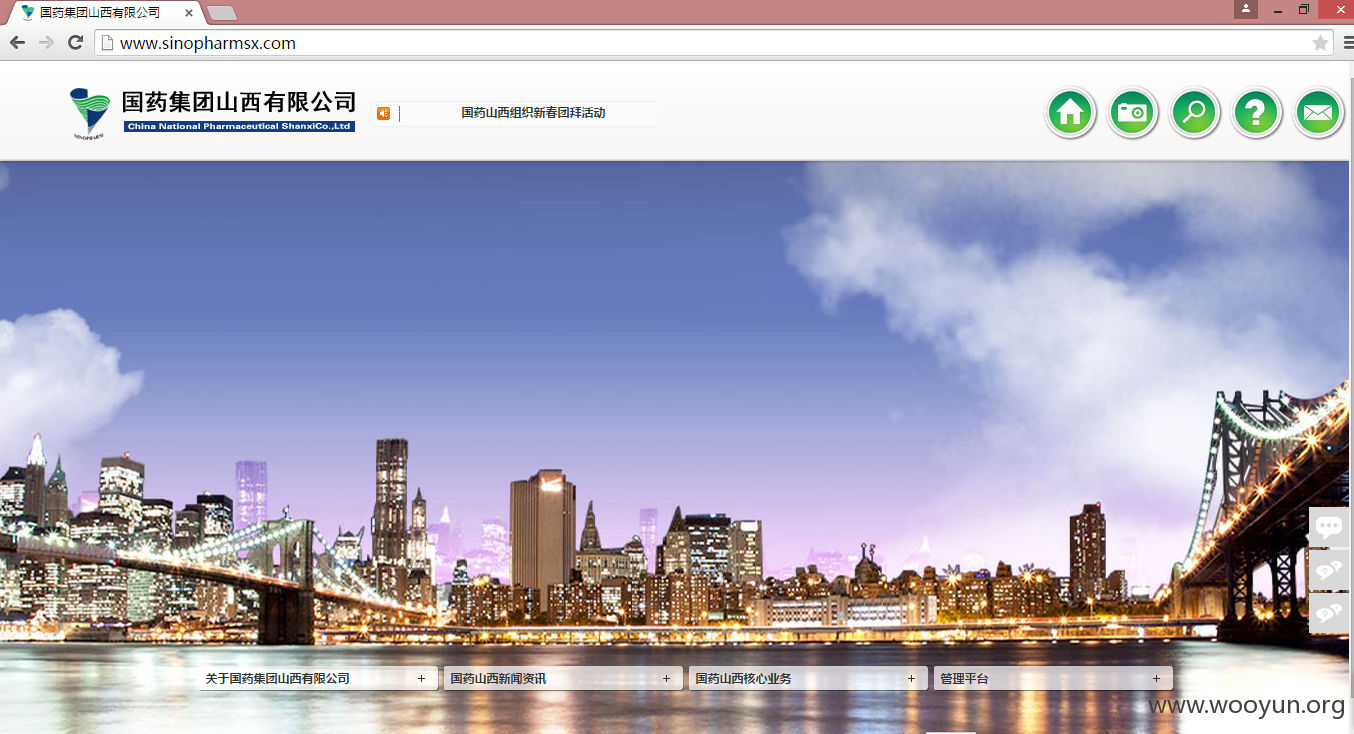 国药集团山西有限公司
www.sinopharmsx.com
国药集团山西有限公司
China National Pharmaceutical ShanxiCo.,Ltd
SINOPHARM
国药山西组织新春团拜活动
关于国药集团山西有限公司 +
国药山西新闻资讯 +
国药山西核心业务 +
管理平台 +
www.wooyun.org